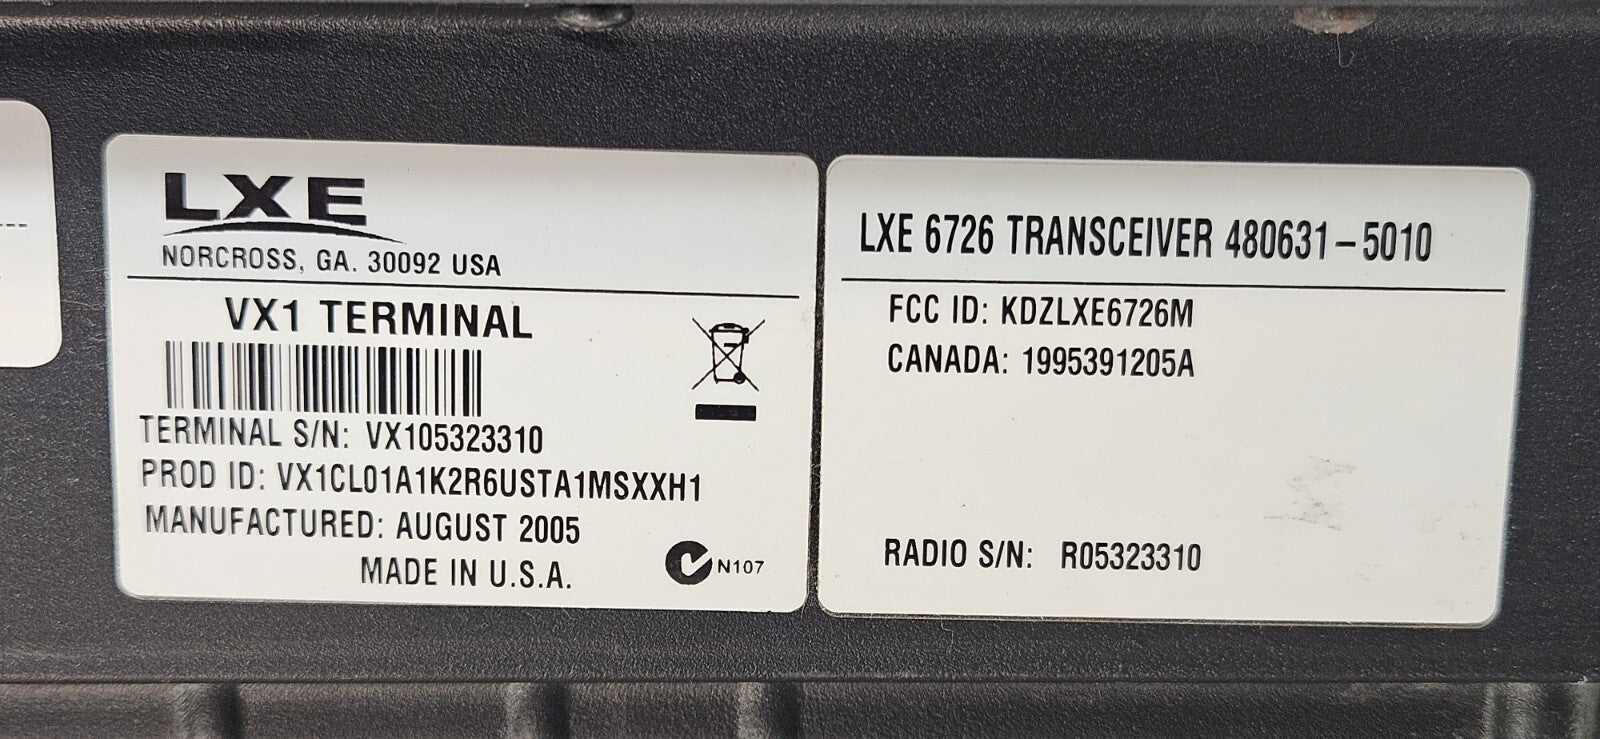 LXE
NORCROSS, GA. 30092 USA
VX1 TERMINAL
TERMINAL S/N: VX105323310
PROD ID: VX1CL01A1K2R6USTA1MSXXH1
MANUFACTURED: AUGUST 2005
MADE IN U.S.A.
N107
LXE 6726 TRANSCEIVER 480631-5010
FCC ID: KDZLXE6726M
CANADA: 1995391205A
RADIO S/N: R05323310